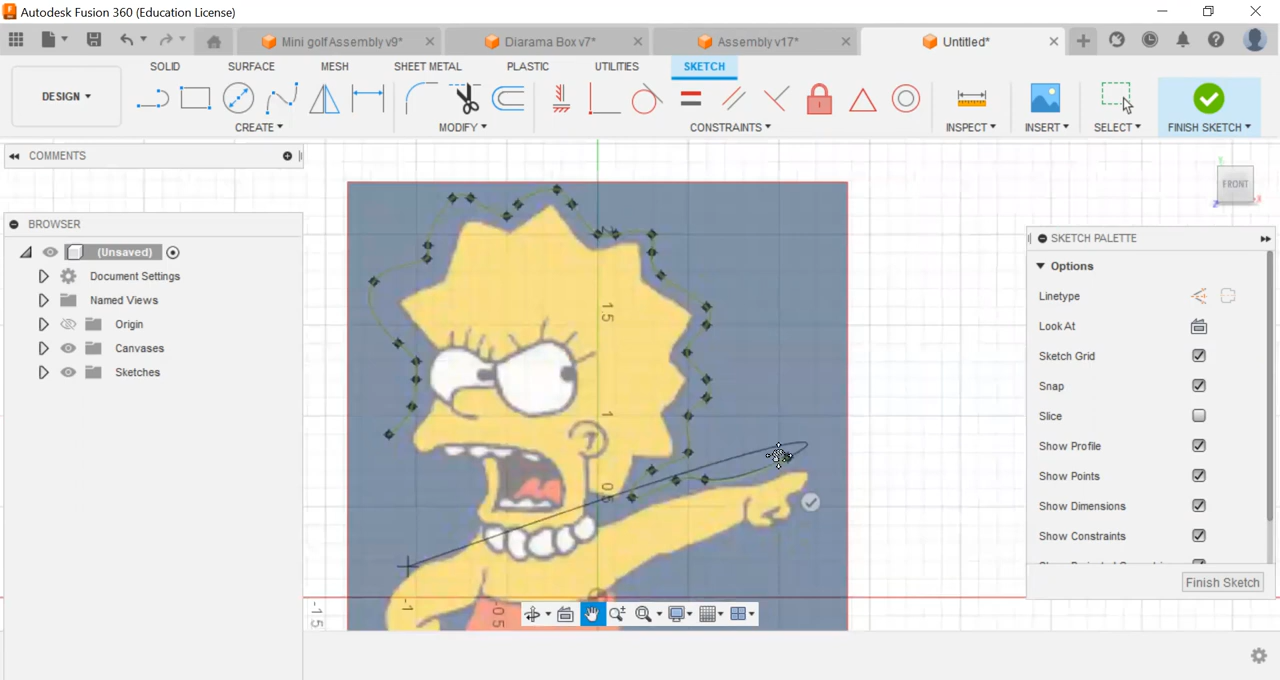 Autodesk Fusion 360 (Education License)
Mini golf Assembly v9*
Diarama Box v7*
Assembly v17*
Untitled*
DESIGN
SOLID
SURFACE
MESH
SHEET METAL
PLASTIC
UTILITIES
SKETCH
CREATE
MODIFY
CONSTRAINTS
INSPECT
INSERT
SELECT
FINISH SKETCH
COMMENTS
BROWSER
(Unsaved)
Document Settings
Named Views
Origin
Canvases
Sketches
FRONT
SKETCH PALETTE
Options
Linetype
Look At
Sketch Grid
Snap
Slice
Show Profile
Show Points
Show Dimensions
Show Constraints
Finish Sketch
1.5
1
0.5
-1.5
-1
-0.5